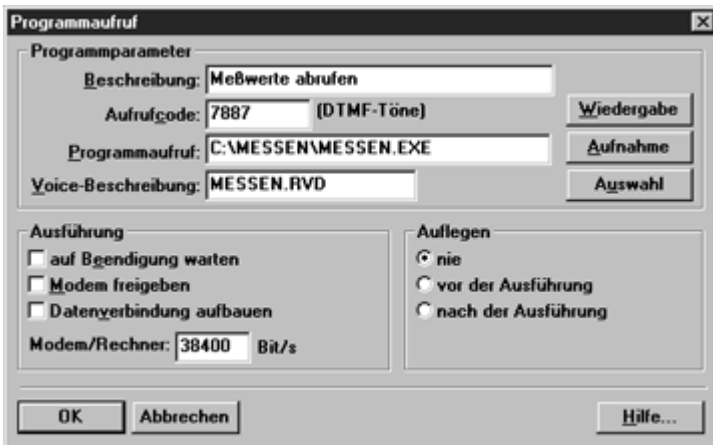 Programmaufruf
Programmparameter
Beschreibung: Meßwerte abrufen
Aufrufcode: 7887 (DTMF-Töne) Wiedergabe
Programmaufruf: C:\MESSEN\MESSEN.EXE Aufnahme
Voice-Beschreibung: MESSEN.RVD Auswahl
Ausführung
auf Beendigung warten
Modem freigeben
Datenverbindung aufbauen
Modem/Rechner: 38400 Bit/s
Auflegen
nie
vor der Ausführung
nach der Ausführung
OK Abbrechen Hilfe...